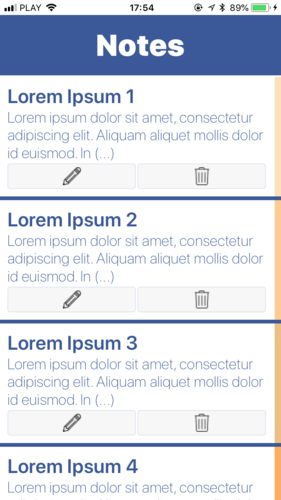 PLAY 17:54 89%
Notes
Lorem Ipsum 1
Lorem ipsum dolor sit amet, consectetur
adipiscing elit. Aliquam aliquet mollis dolor
id euismod. In (...)
Lorem Ipsum 2
Lorem ipsum dolor sit amet, consectetur
adipiscing elit. Aliquam aliquet mollis dolor
id euismod. In (...)
Lorem Ipsum 3
Lorem ipsum dolor sit amet, consectetur
adipiscing elit. Aliquam aliquet mollis dolor
id euismod. In (...)
Lorem Ipsum 4
Lorem ipsum dolor sit amet, consectetur